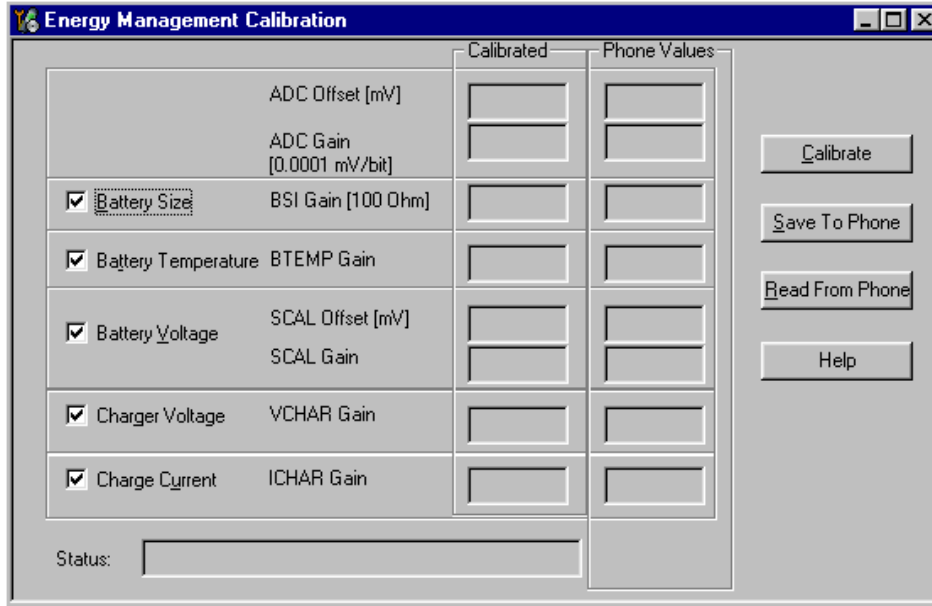 Energy Management Calibration
Calibrated Phone Values
ADC Offset [mV]
ADC Gain
[0.0001 mV/bit]
Calibrate
Battery Size BSI Gain [100 Ohm]
Save To Phone
Battery Temperature BTEMP Gain
Read From Phone
Battery Voltage SCAL Offset [mV]
SCAL Gain
Help
Charger Voltage VCHAR Gain
Charge Current ICHAR Gain
Status: